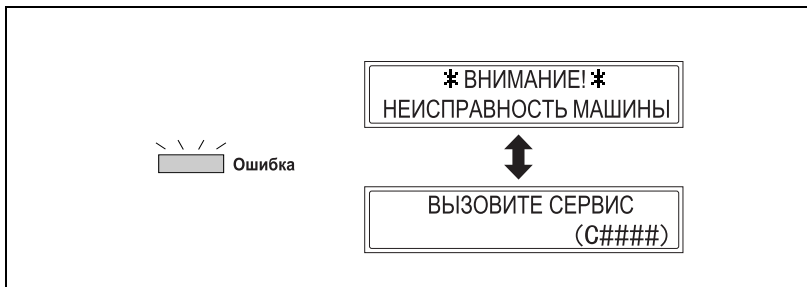 ✱ ВНИМАНИЕ! ✱
НЕИСПРАВНОСТЬ МАШИНЫ
Ошибка
ВЫЗОВИТЕ СЕРВИС
(C####)